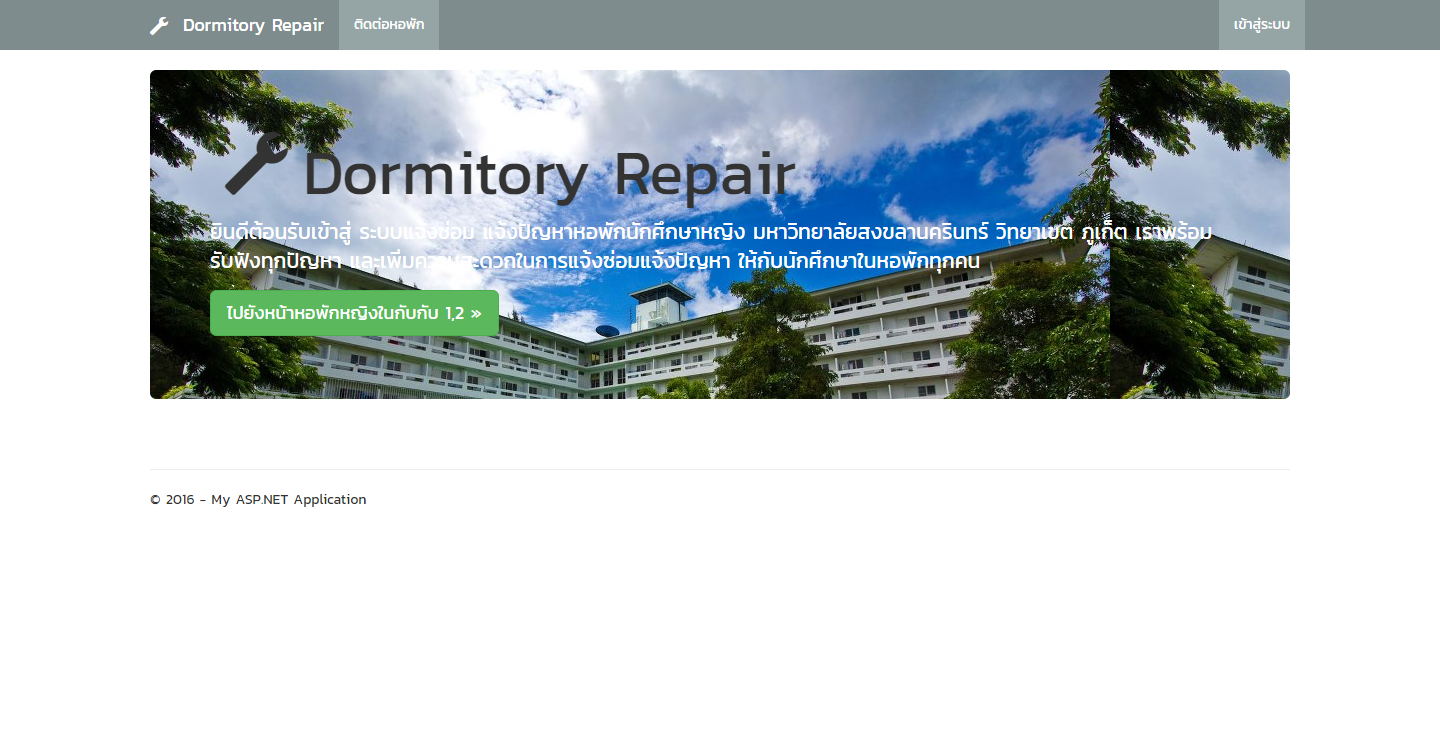 Dormitory Repair
ติดต่อหอพัก
เข้าสู่ระบบ
Dormitory Repair
ยินดีต้อนรับเข้าสู่ ระบบแจ้งซ่อม แจ้งปัญหาหอพักนักศึกษาหญิง มหาวิทยาลัยสงขลานครินทร์ วิทยาเขต ภูเก็ต เราพร้อม
รับฟังทุกปัญหา และเพิ่มความสะดวกในการแจ้งซ่อมแจ้งปัญหา ให้กับนักศึกษาในหอพักทุกคน
ไปยังหน้าหอพักหญิงในกับกับ 1,2 »
© 2016 - My ASP.NET Application